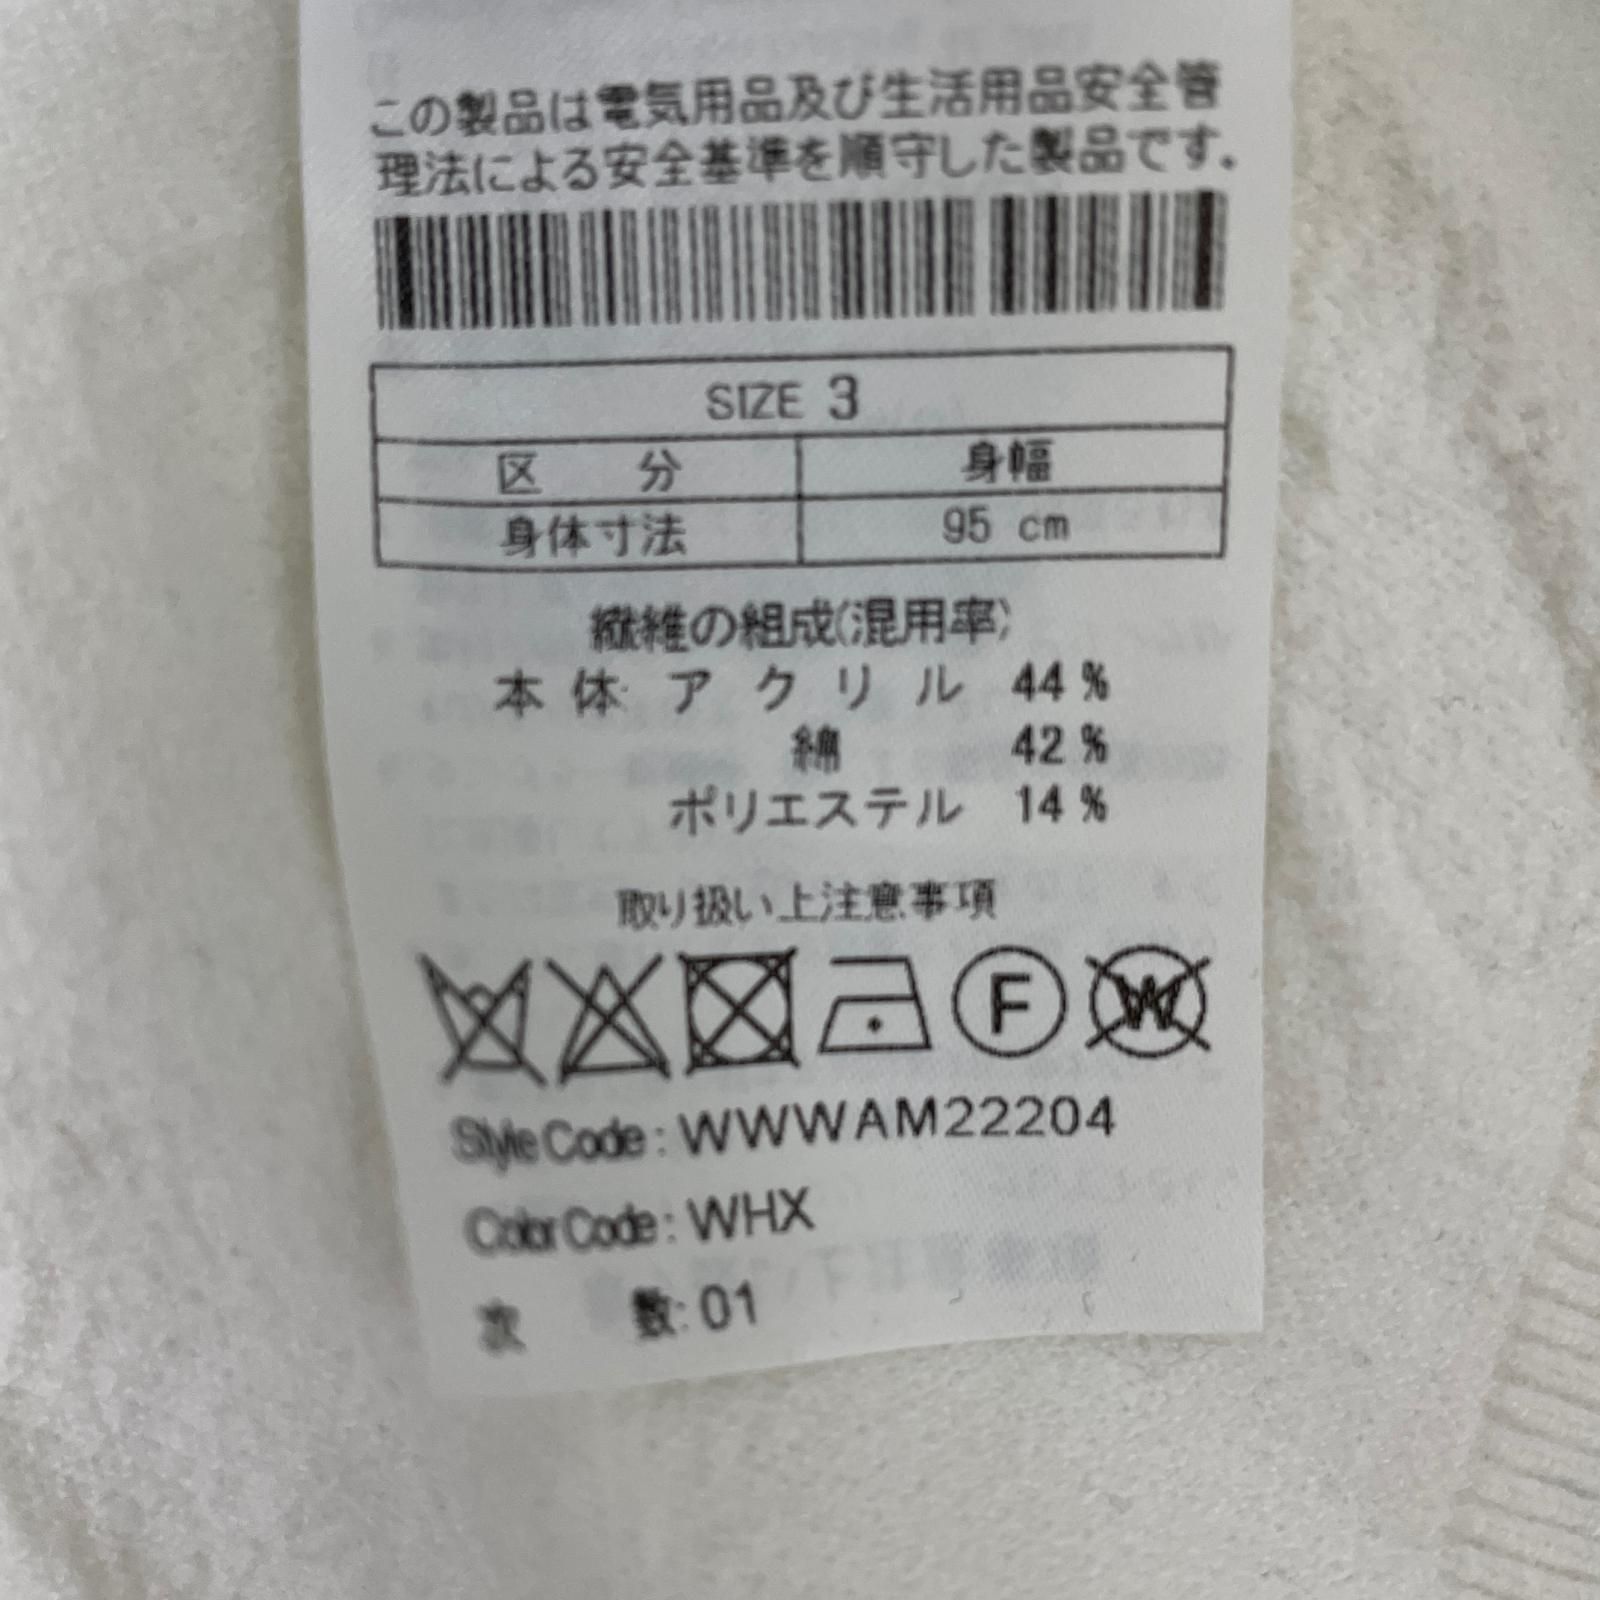 この製品は電気用品及び生活用品安全管
理法による安全基準を順守した製品です。
SIZE 3
区 分 身幅
身体寸法 95 cm
繊維の組成(混用率)
本体: アクリル 44 %
綿 42 %
ポリエステル 14 %
取り扱い上注意事項
F W
Style Code : WWWAM22204
Color Code : WHX
次 数: 01